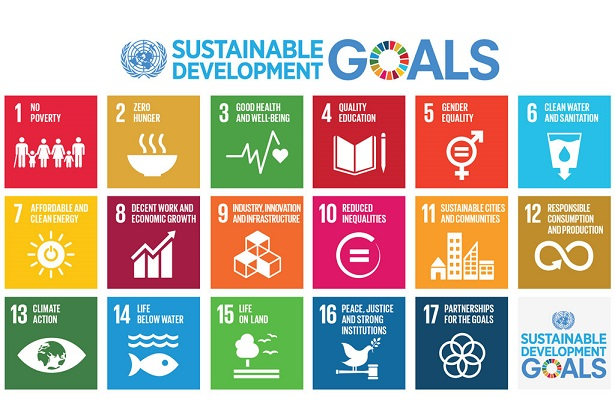 SUSTAINABLE
DEVELOPMENT
GOALS
1 NO
POVERTY
2 ZERO
HUNGER
3 GOOD HEALTH
AND WELL-BEING
4 QUALITY
EDUCATION
5 GENDER
EQUALITY
6 CLEAN WATER
AND SANITATION
7 AFFORDABLE AND
CLEAN ENERGY
8 DECENT WORK AND
ECONOMIC GROWTH
9 INDUSTRY, INNOVATION
AND INFRASTRUCTURE
10 REDUCED
INEQUALITIES
11 SUSTAINABLE CITIES
AND COMMUNITIES
12 RESPONSIBLE
CONSUMPTION
AND PRODUCTION
13 CLIMATE
ACTION
14 LIFE
BELOW WATER
15 LIFE
ON LAND
16 PEACE, JUSTICE
AND STRONG
INSTITUTIONS
17 PARTNERSHIPS
FOR THE GOALS
SUSTAINABLE
DEVELOPMENT
GOALS